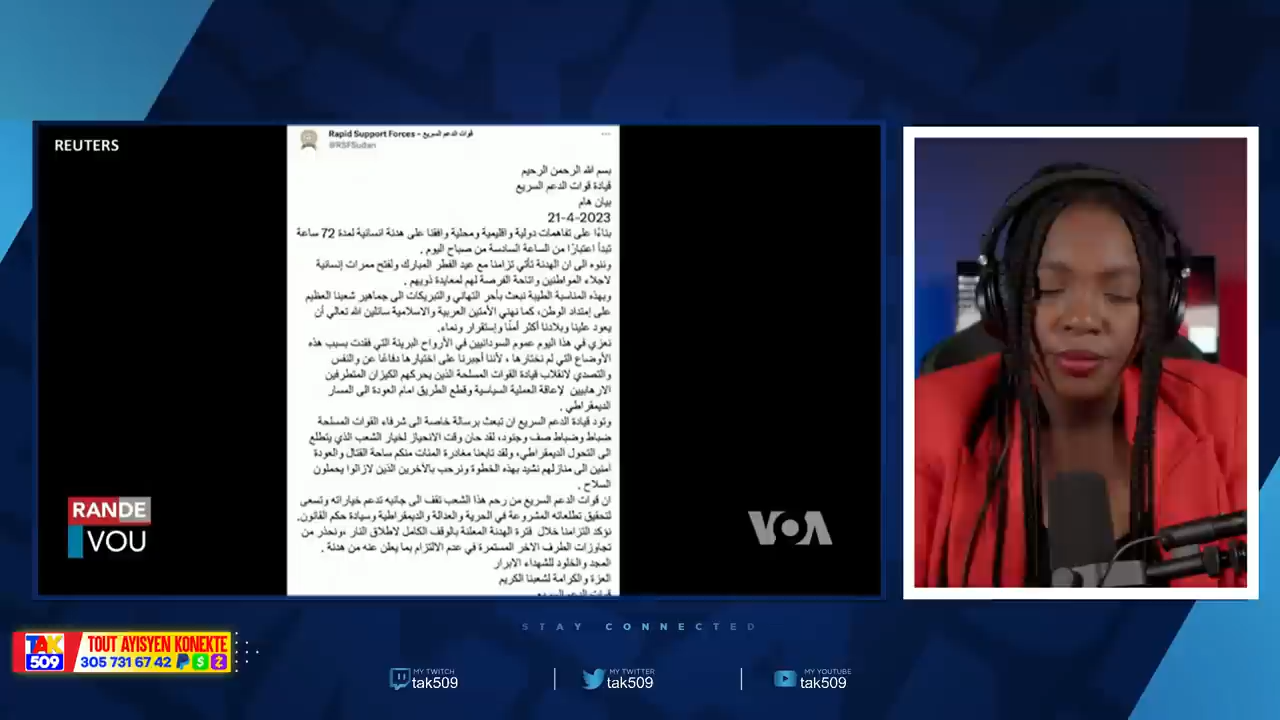 REUTERS
Rapid Support Forces - قوات الدعم السريع
@RSFSudan
بسم الله الرحمن الرحيم
قيادة قوات الدعم السريع
بيان هام
21-4-2023
بناءًا على تفاهمات دولية واقليمية ومحلية وافقنا على هدنة انسانية لمدة 72 ساعة
تبدأ اعتبارًا من الساعة السادسة من صباح اليوم .
وننوه الى ان الهدنة تأتي تزامنا مع عيد الفطر المبارك ولفتح ممرات إنسانية
لاجلاء المواطنين واتاحة الفرصة لهم لمعايدة ذويهم .
وبهذه المناسبة الطيبة نبعث بأحر التهاني والتبريكات الى جماهير شعبنا العظيم
على إمتداد الوطن، كما نهني الأمتين العربية والاسلامية سائلين الله تعالي أن
يعود علينا وبلادنا أكثر أمنًا وإستقرار ونماء.
نعزي في هذا اليوم عموم السودانيين في الأرواح البريئة التي فقدت بسبب هذه
الأوضاع التي لم نختارها ، لأننا أجبرنا على اختيارها دفاعًا عن والنفس
والتصدي لانقلاب قيادة القوات المسلحة الذين يحركهم الكيزان المتطرفين
الارهابيين لإعاقة العملية السياسية وقطع الطريق امام العودة الى المسار
الديمقراطي .
وتود قيادة الدعم السريع ان تبعث برسالة خاصة الى شرفاء القوات المسلحة
ضباط وضباط صف وجنود، لقد حان وقت الانحياز لخيار الشعب الذي يتطلع
الى التحول الديمقراطي، ولقد تابعنا مغادرة المئات منكم ساحة القتال والعودة
آمنين الى منازلهم نشيد بهذه الخطوة ونرحب بالآخرين الذين لازالوا يحملون
السلاح .
ان قوات الدعم السريع من رحم هذا الشعب تقف الى جانبه تدعم خياراته وتسعى
لتحقيق تطلعاته المشروعة في الحرية والعدالة والديمقراطية وسيادة حكم القانون.
نؤكد التزامنا خلال فترة الهدنة المعلنة بالوقف الكامل لاطلاق النار ،ونحذر من
تجاوزات الطرف الاخر المستمرة في عدم الالتزام بما يعلن عنه من هدنة .
المجد والخلود للشهداء الابرار
العزة والكرامة لشعبنا الكريم
قوات الدعم السريع
RANDE
VOU
VOA
STAY CONNECTED
TAK
509
TOUT AYISYEN KONEKTE
305 731 67 42
MY TWITCH
tak509
MY TWITTER
tak509
MY YOUTUBE
tak509